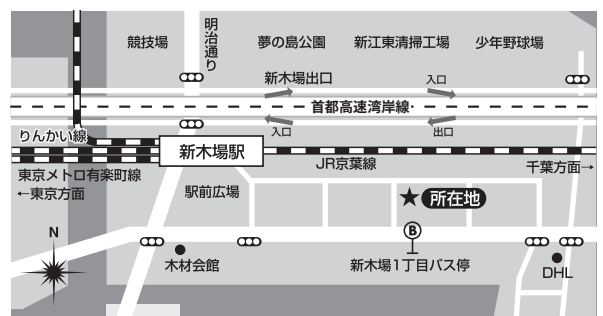 競技場
明治通り
夢の島公園
新江東清掃工場
少年野球場
新木場出口
入口
首都高速湾岸線
入口
出口
りんかい線
新木場駅
JR京葉線
千葉方面→
東京メトロ有楽町線
←東京方面
駅前広場
★所在地
N
B
木材会館
新木場1丁目バス停
DHL